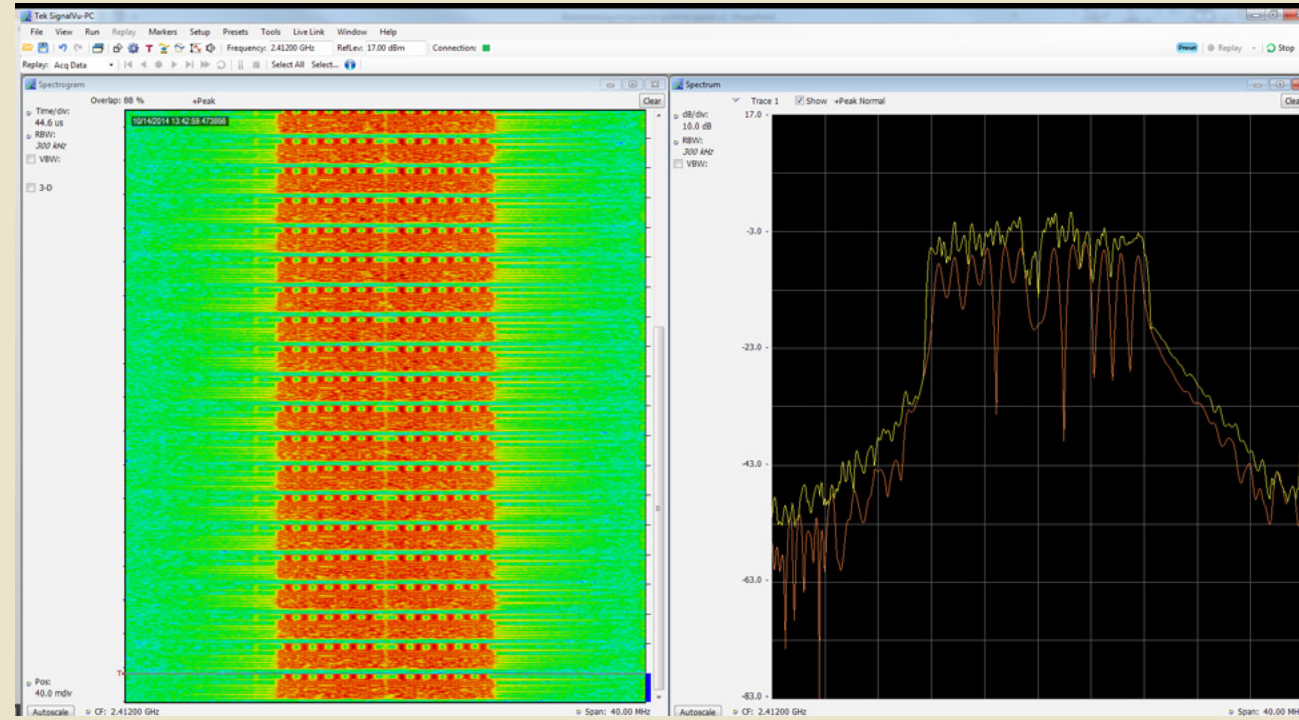 Tek SignalVu-PC
File View Run Replay Markers Setup Presets Tools Live Link Window Help
Frequency: 2.41200 GHz RefLev: 17.00 dBm Connection: Preset Replay Stop
Replay: Acq Data Select All Select...
Spectrogram
Overlap: 88 % +Peak Clear
Time/div:
44.6 us
RBW:
300 kHz
VBW:
3-D
10/14/2014 13:42:59.473856
T
Pos:
40.0 mdiv
Autoscale CF: 2.41200 GHz Span: 40.00 MHz
Spectrum
Trace 1 Show +Peak Normal Clea
dB/div:
10.0 dB
RBW:
300 kHz
VBW:
17.0
-3.0
-23.0
-43.0
-63.0
-83.0
Autoscale CF: 2.41200 GHz Span: 40.00 MH